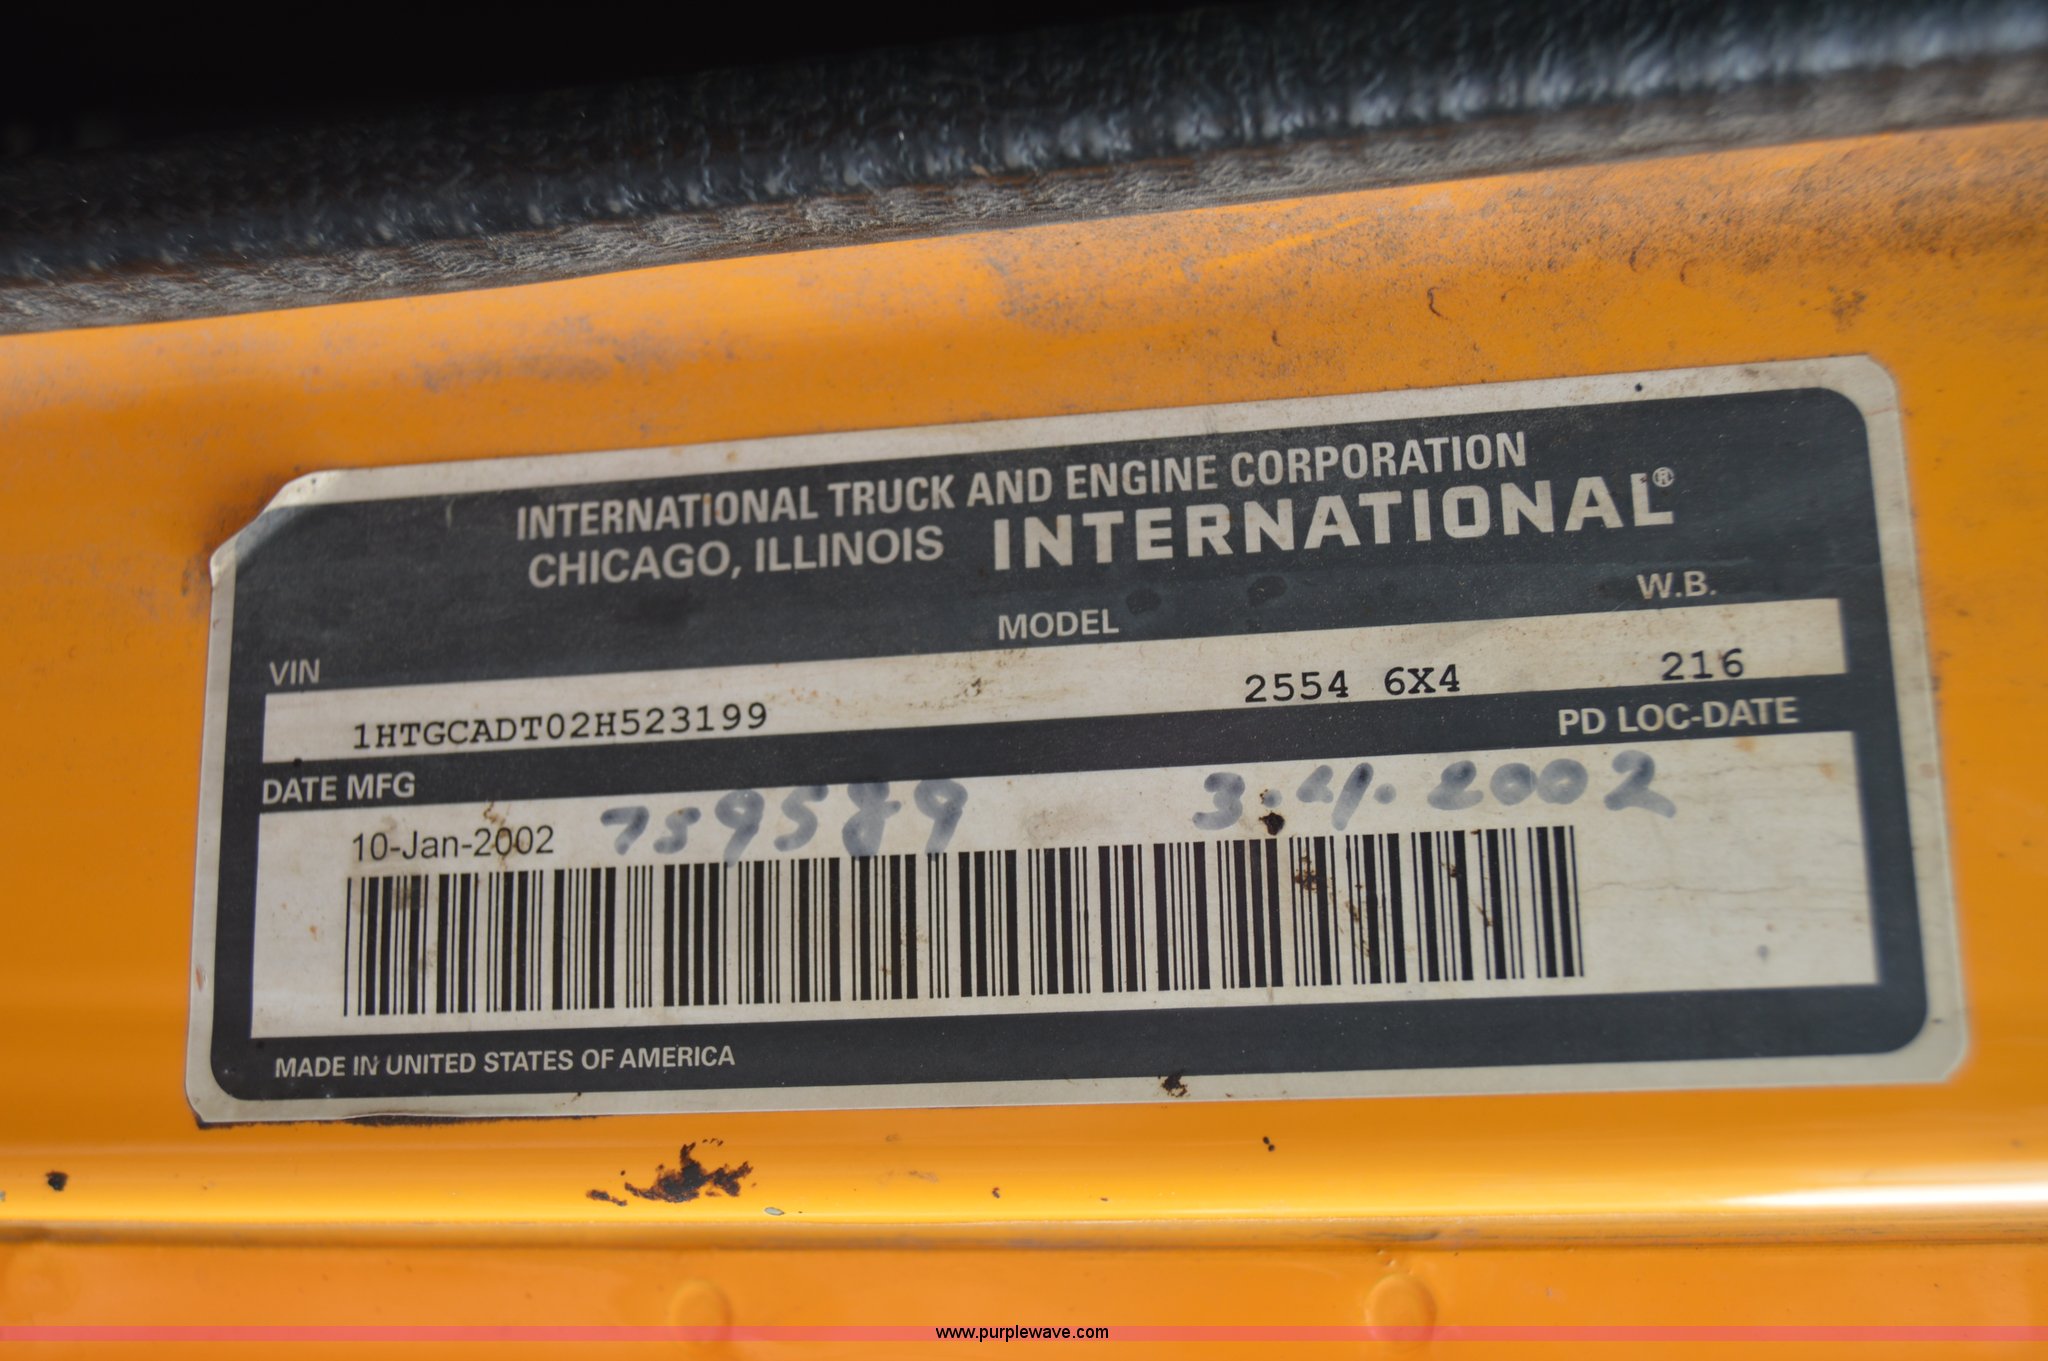 INTERNATIONAL TRUCK AND ENGINE CORPORATION
CHICAGO, ILLINOIS INTERNATIONAL®
VIN MODEL W.B.
1HTGCADT02H523199 2554 6X4 216
DATE MFG PD LOC-DATE
10-Jan-2002 759589 3.4.2002
MADE IN UNITED STATES OF AMERICA
www.purplewave.com